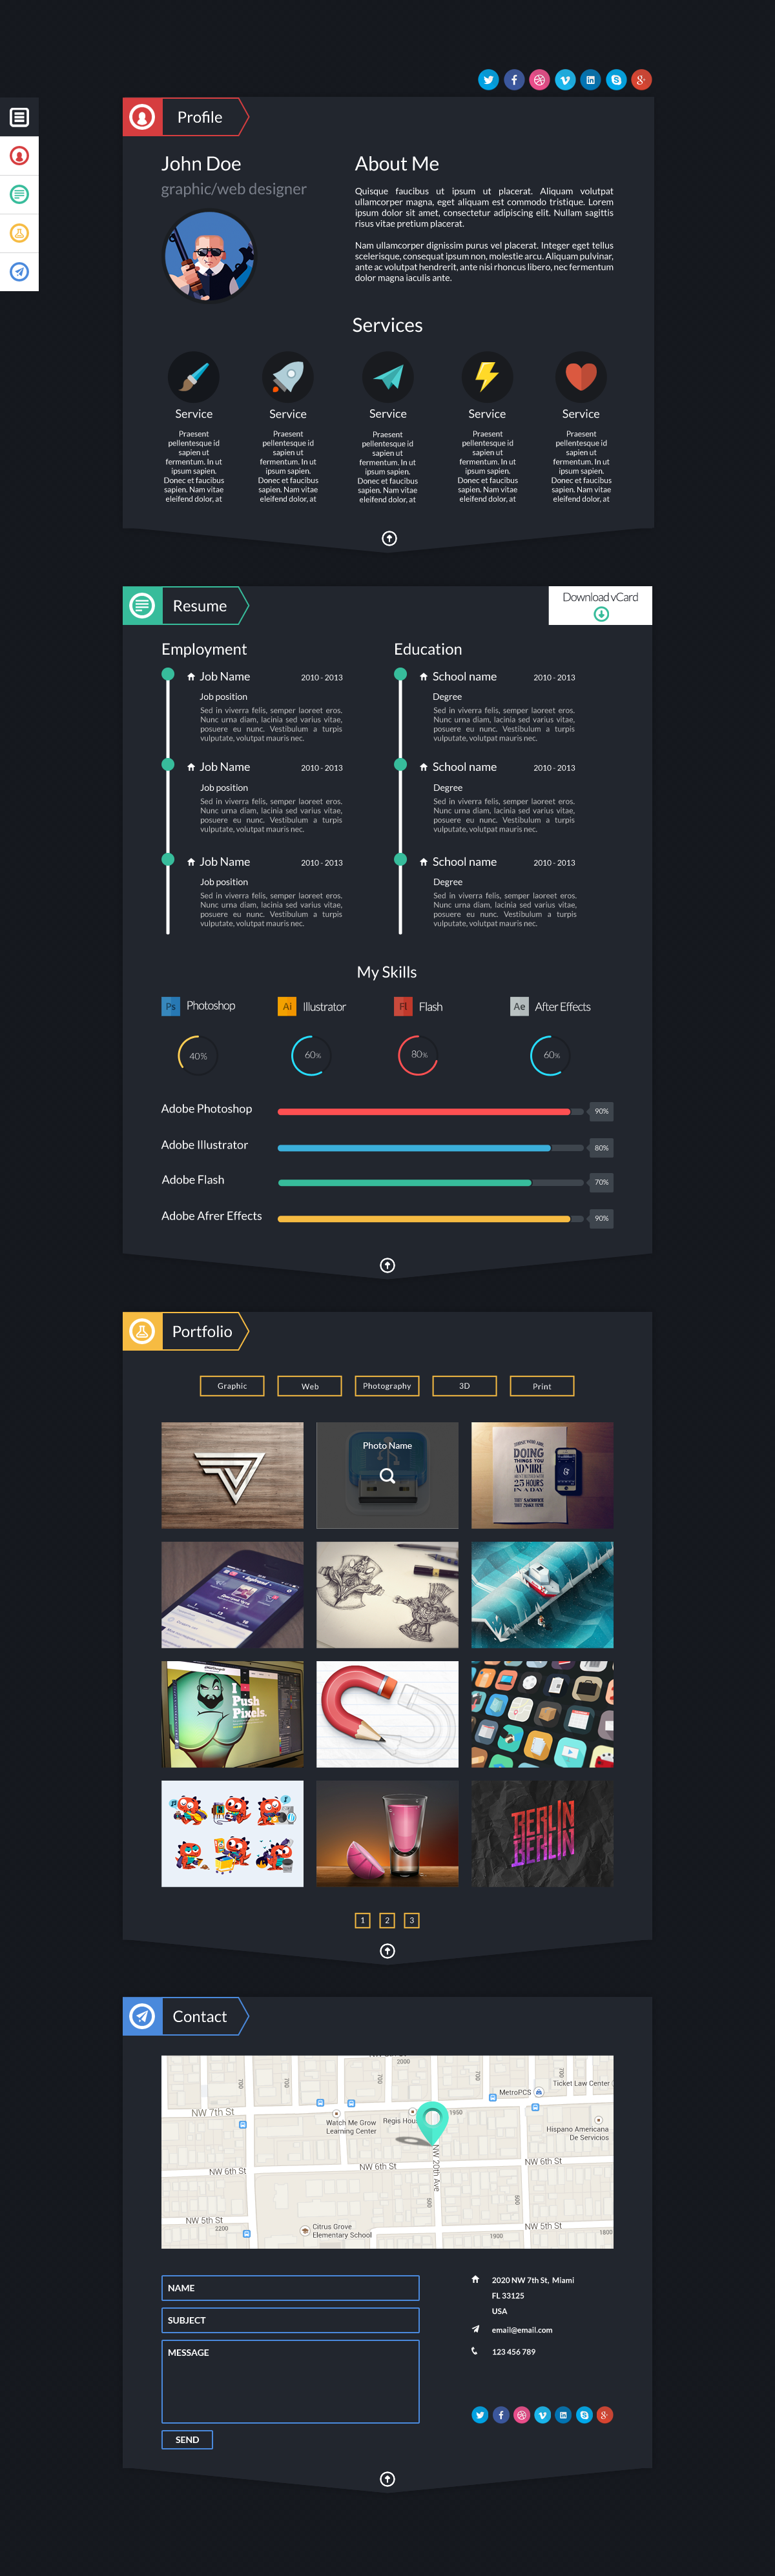 Profile
John Doe
graphic/web designer
About Me
Quisque faucibus ut ipsum ut placerat. Aliquam volutpat
ullamcorper magna, eget aliquam est commodo tristique. Lorem
ipsum dolor sit amet, consectetur adipiscing elit. Nullam sagittis
risus vitae pretium placerat.
Nam ullamcorper dignissim purus vel placerat. Integer eget tellus
scelerisque, consequat ipsum non, molestie arcu. Aliquam pulvinar,
ante ac volutpat hendrerit, ante nisi rhoncus libero, nec fermentum
dolor magna iaculis ante.
Services
Service
Praesent
pellentesque id
sapien ut
fermentum. In ut
ipsum sapien.
Donec et faucibus
sapien. Nam vitae
eleifend dolor, at
Service
Praesent
pellentesque id
sapien ut
fermentum. In ut
ipsum sapien.
Donec et faucibus
sapien. Nam vitae
eleifend dolor, at
Service
Praesent
pellentesque id
sapien ut
fermentum. In ut
ipsum sapien.
Donec et faucibus
sapien. Nam vitae
eleifend dolor, at
Service
Praesent
pellentesque id
sapien ut
fermentum. In ut
ipsum sapien.
Donec et faucibus
sapien. Nam vitae
eleifend dolor, at
Service
Praesent
pellentesque id
sapien ut
fermentum. In ut
ipsum sapien.
Donec et faucibus
sapien. Nam vitae
eleifend dolor, at
Resume
Download vCard
Employment
Job Name 2010 - 2013
Job position
Sed in viverra felis, semper laoreet eros.
Nunc urna diam, lacinia sed varius vitae,
posuere eu nunc. Vestibulum a turpis
vulputate, volutpat mauris nec.
Job Name 2010 - 2013
Job position
Sed in viverra felis, semper laoreet eros.
Nunc urna diam, lacinia sed varius vitae,
posuere eu nunc. Vestibulum a turpis
vulputate, volutpat mauris nec.
Job Name 2010 - 2013
Job position
Sed in viverra felis, semper laoreet eros.
Nunc urna diam, lacinia sed varius vitae,
posuere eu nunc. Vestibulum a turpis
vulputate, volutpat mauris nec.
Education
School name 2010 - 2013
Degree
Sed in viverra felis, semper laoreet eros.
Nunc urna diam, lacinia sed varius vitae,
posuere eu nunc. Vestibulum a turpis
vulputate, volutpat mauris nec.
School name 2010 - 2013
Degree
Sed in viverra felis, semper laoreet eros.
Nunc urna diam, lacinia sed varius vitae,
posuere eu nunc. Vestibulum a turpis
vulputate, volutpat mauris nec.
School name 2010 - 2013
Degree
Sed in viverra felis, semper laoreet eros.
Nunc urna diam, lacinia sed varius vitae,
posuere eu nunc. Vestibulum a turpis
vulputate, volutpat mauris nec.
My Skills
Ps Photoshop
Ai Illustrator
Fl Flash
Ae After Effects
40%
60%
80%
60%
Adobe Photoshop 90%
Adobe Illustrator 80%
Adobe Flash 70%
Adobe Afrer Effects 90%
Portfolio
Graphic
Web
Photography
3D
Print
Photo Name
DOING
THINGS YOU
ADMIRE
25 HOURS
IN A DAY
I
Push
Pixels.
BERLIN
BERLIN
1
2
3
Contact
2000
700
700
700
700
700
MetroPCS
Ticket Law Center
NW 7th St
1950
Watch Me Grow
Learning Center
Regis Hou
Hispano Americana
De Servicios
NW 20th Ave
NW 6th St
NW 6th St
NW 6th St
500
500
NW 5th St
2200
Citrus Grove
Elementary School
1900
NW 5th St
1800
NAME
SUBJECT
MESSAGE
SEND
2020 NW 7th St, Miami
FL 33125
USA
email@email.com
123 456 789